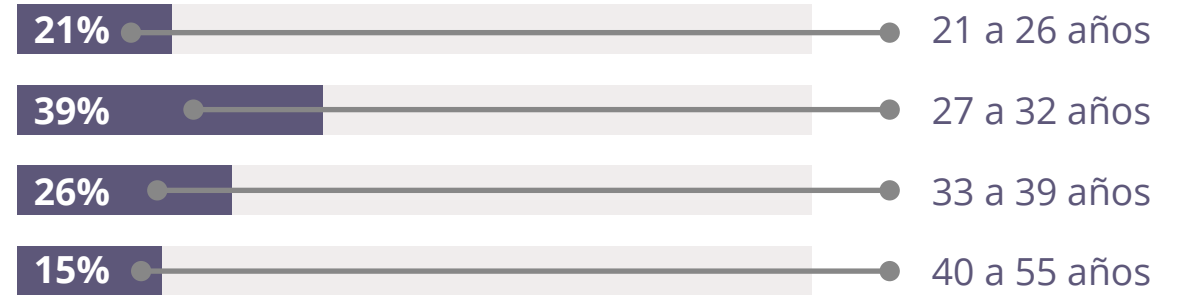 21% 21 a 26 años
39% 27 a 32 años
26% 33 a 39 años
15% 40 a 55 años